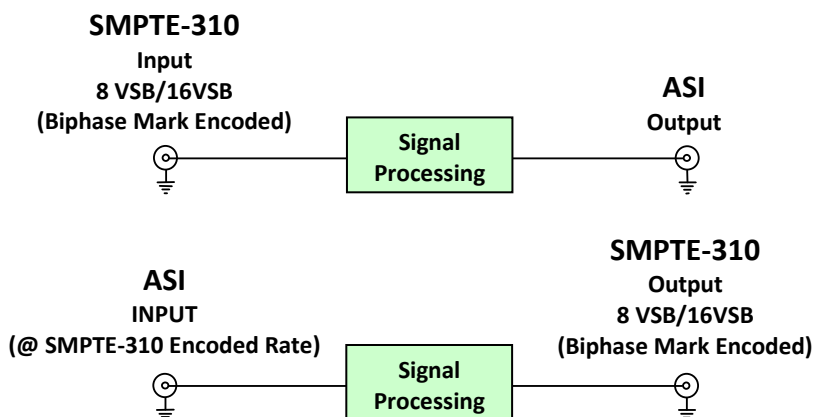 SMPTE-310
Input
8 VSB/16VSB
(Biphase Mark Encoded)
ASI
Output
Signal
Processing
SMPTE-310
Output
8 VSB/16VSB
(Biphase Mark Encoded)
ASI
INPUT
(@ SMPTE-310 Encoded Rate)
Signal
Processing